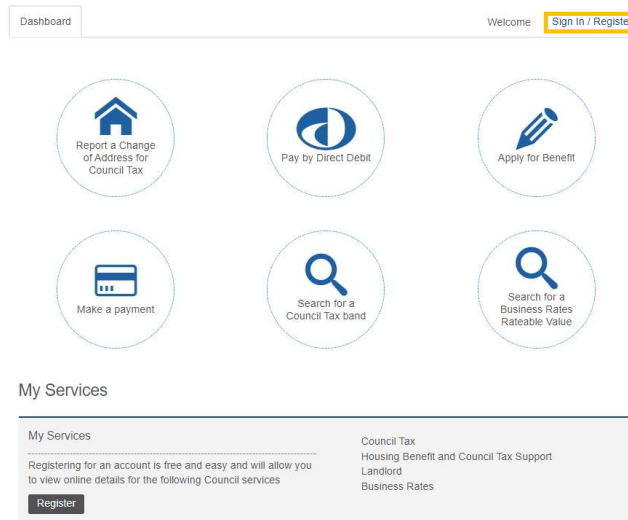 Dashboard
Welcome Sign In / Registe
Report a Change
of Address for
Council Tax
Pay by Direct Debit
Apply for Benefit
Make a payment
Search for a
Council Tax band
Search for a
Business Rates
Rateable Value
My Services
My Services
Registering for an account is free and easy and will allow you
to view online details for the following Council services
Register
Council Tax
Housing Benefit and Council Tax Support
Landlord
Business Rates